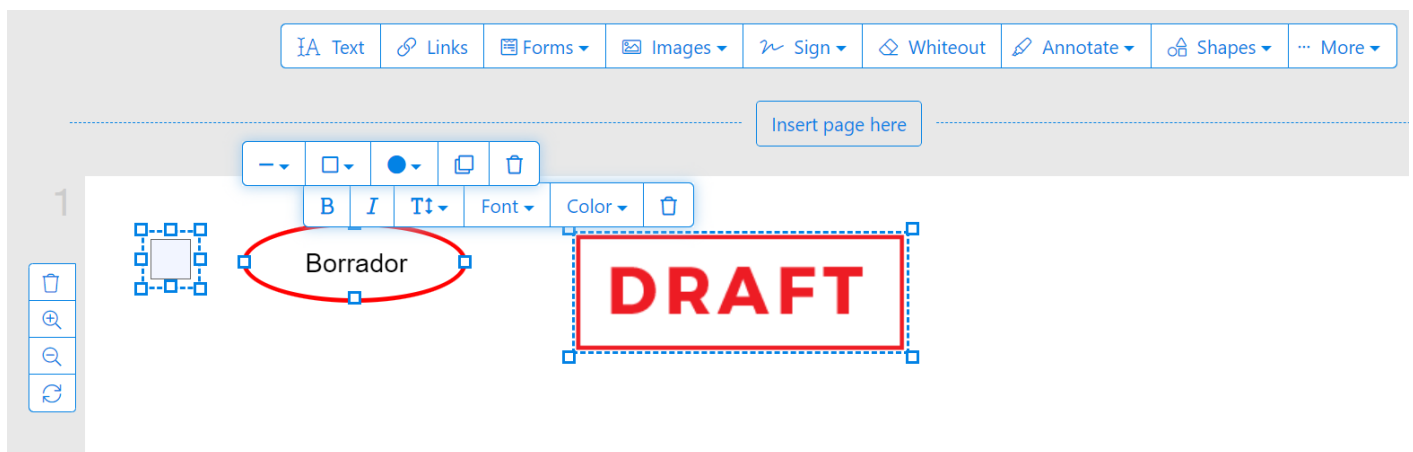 Text Links Forms Images Sign Whiteout Annotate Shapes More
Insert page here
1
B I T Font Color
Borrador
DRAFT